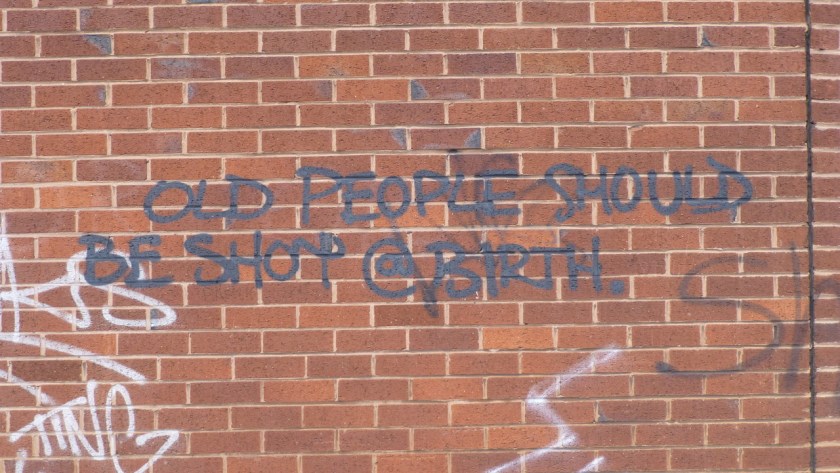 OLD PEOPLE SHOULD
BE SHOT @ BIRTH.